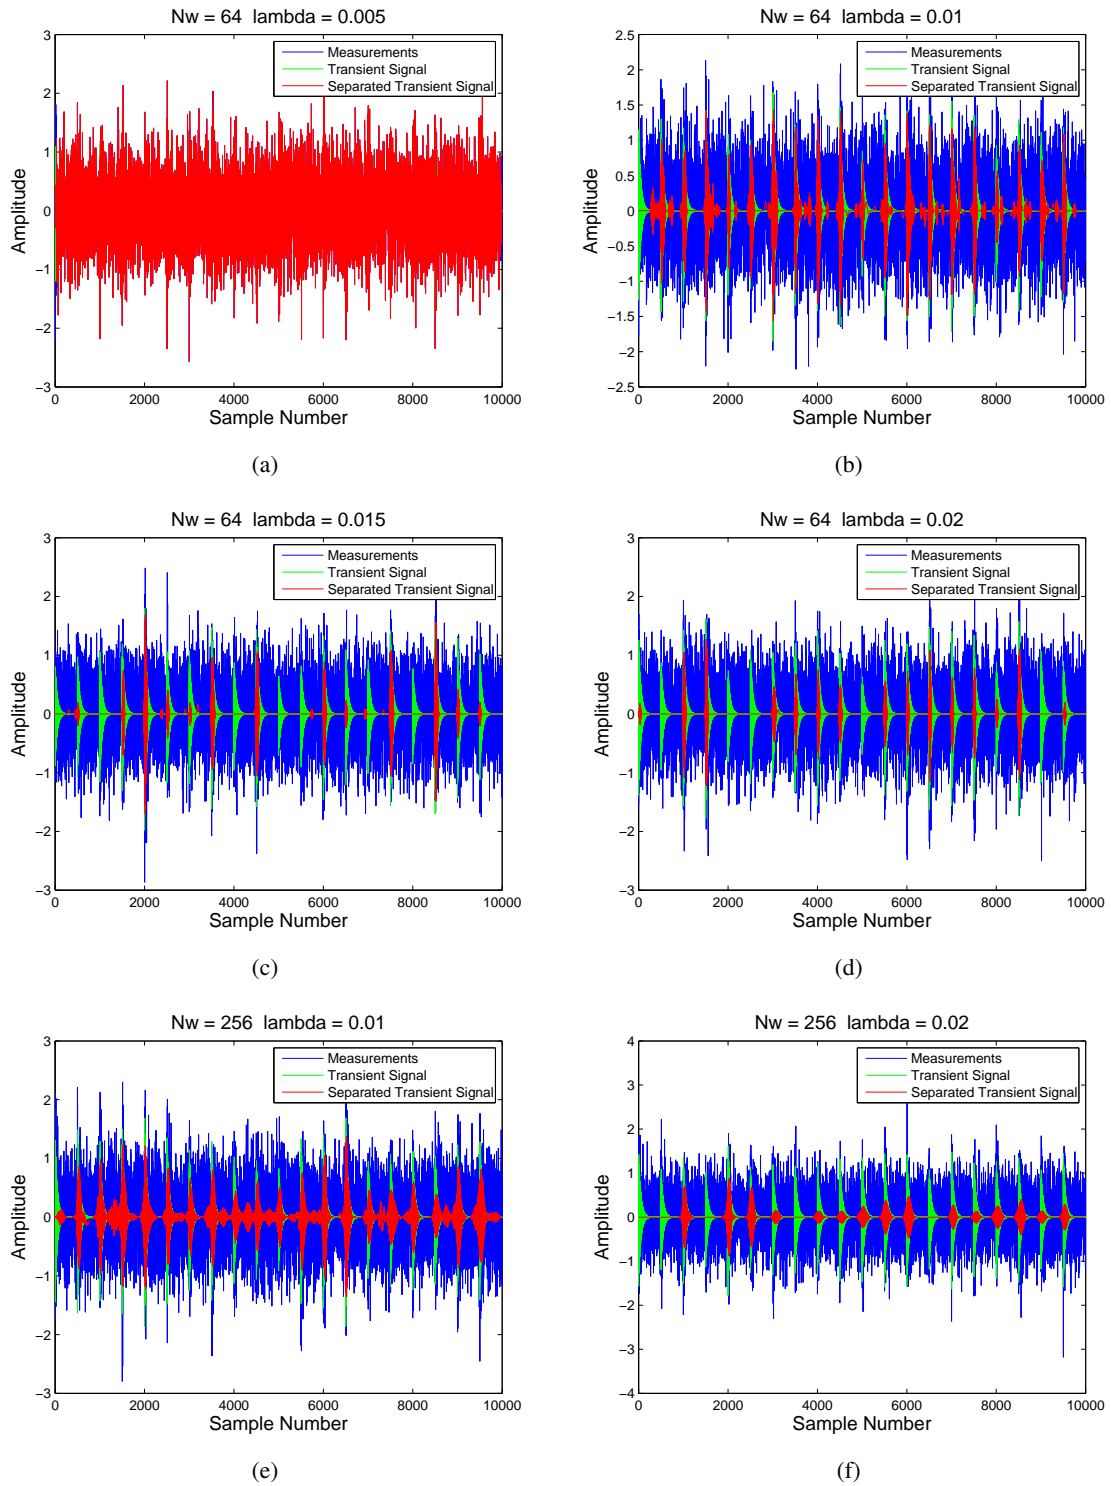 Nw = 64 lambda = 0.005
3
2
1
0
−1
−2
−3
Amplitude
Measurements
Transient Signal
Separated Transient Signal
0 2000 4000 6000 8000 10000
Sample Number
(a)
Nw = 64 lambda = 0.01
2.5
2
1.5
1
0.5
0
−0.5
−1
−1.5
−2
−2.5
Amplitude
Measurements
Transient Signal
Separated Transient Signal
0 2000 4000 6000 8000 10000
Sample Number
(b)
Nw = 64 lambda = 0.015
3
2
1
0
−1
−2
−3
Amplitude
Measurements
Transient Signal
Separated Transient Signal
0 2000 4000 6000 8000 10000
Sample Number
(c)
Nw = 64 lambda = 0.02
3
2
1
0
−1
−2
−3
Amplitude
Measurements
Transient Signal
Separated Transient Signal
0 2000 4000 6000 8000 10000
Sample Number
(d)
Nw = 256 lambda = 0.01
3
2
1
0
−1
−2
−3
Amplitude
Measurements
Transient Signal
Separated Transient Signal
0 2000 4000 6000 8000 10000
Sample Number
(e)
Nw = 256 lambda = 0.02
4
3
2
1
0
−1
−2
−3
−4
Amplitude
Measurements
Transient Signal
Separated Transient Signal
0 2000 4000 6000 8000 10000
Sample Number
(f)